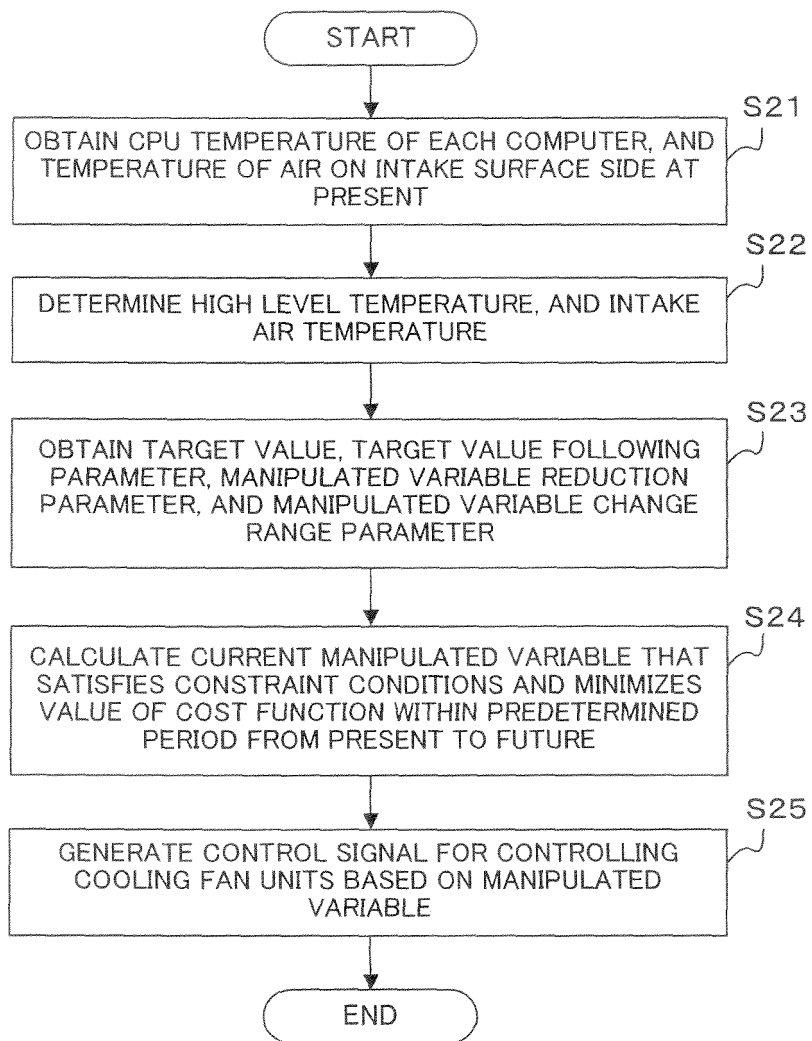 START
S21
OBTAIN CPU TEMPERATURE OF EACH COMPUTER, AND
TEMPERATURE OF AIR ON INTAKE SURFACE SIDE AT
PRESENT
S22
DETERMINE HIGH LEVEL TEMPERATURE, AND INTAKE
AIR TEMPERATURE
S23
OBTAIN TARGET VALUE, TARGET VALUE FOLLOWING
PARAMETER, MANIPULATED VARIABLE REDUCTION
PARAMETER, AND MANIPULATED VARIABLE CHANGE
RANGE PARAMETER
S24
CALCULATE CURRENT MANIPULATED VARIABLE THAT
SATISFIES CONSTRAINT CONDITIONS AND MINIMIZES
VALUE OF COST FUNCTION WITHIN PREDETERMINED
PERIOD FROM PRESENT TO FUTURE
S25
GENERATE CONTROL SIGNAL FOR CONTROLLING
COOLING FAN UNITS BASED ON MANIPULATED
VARIABLE
END